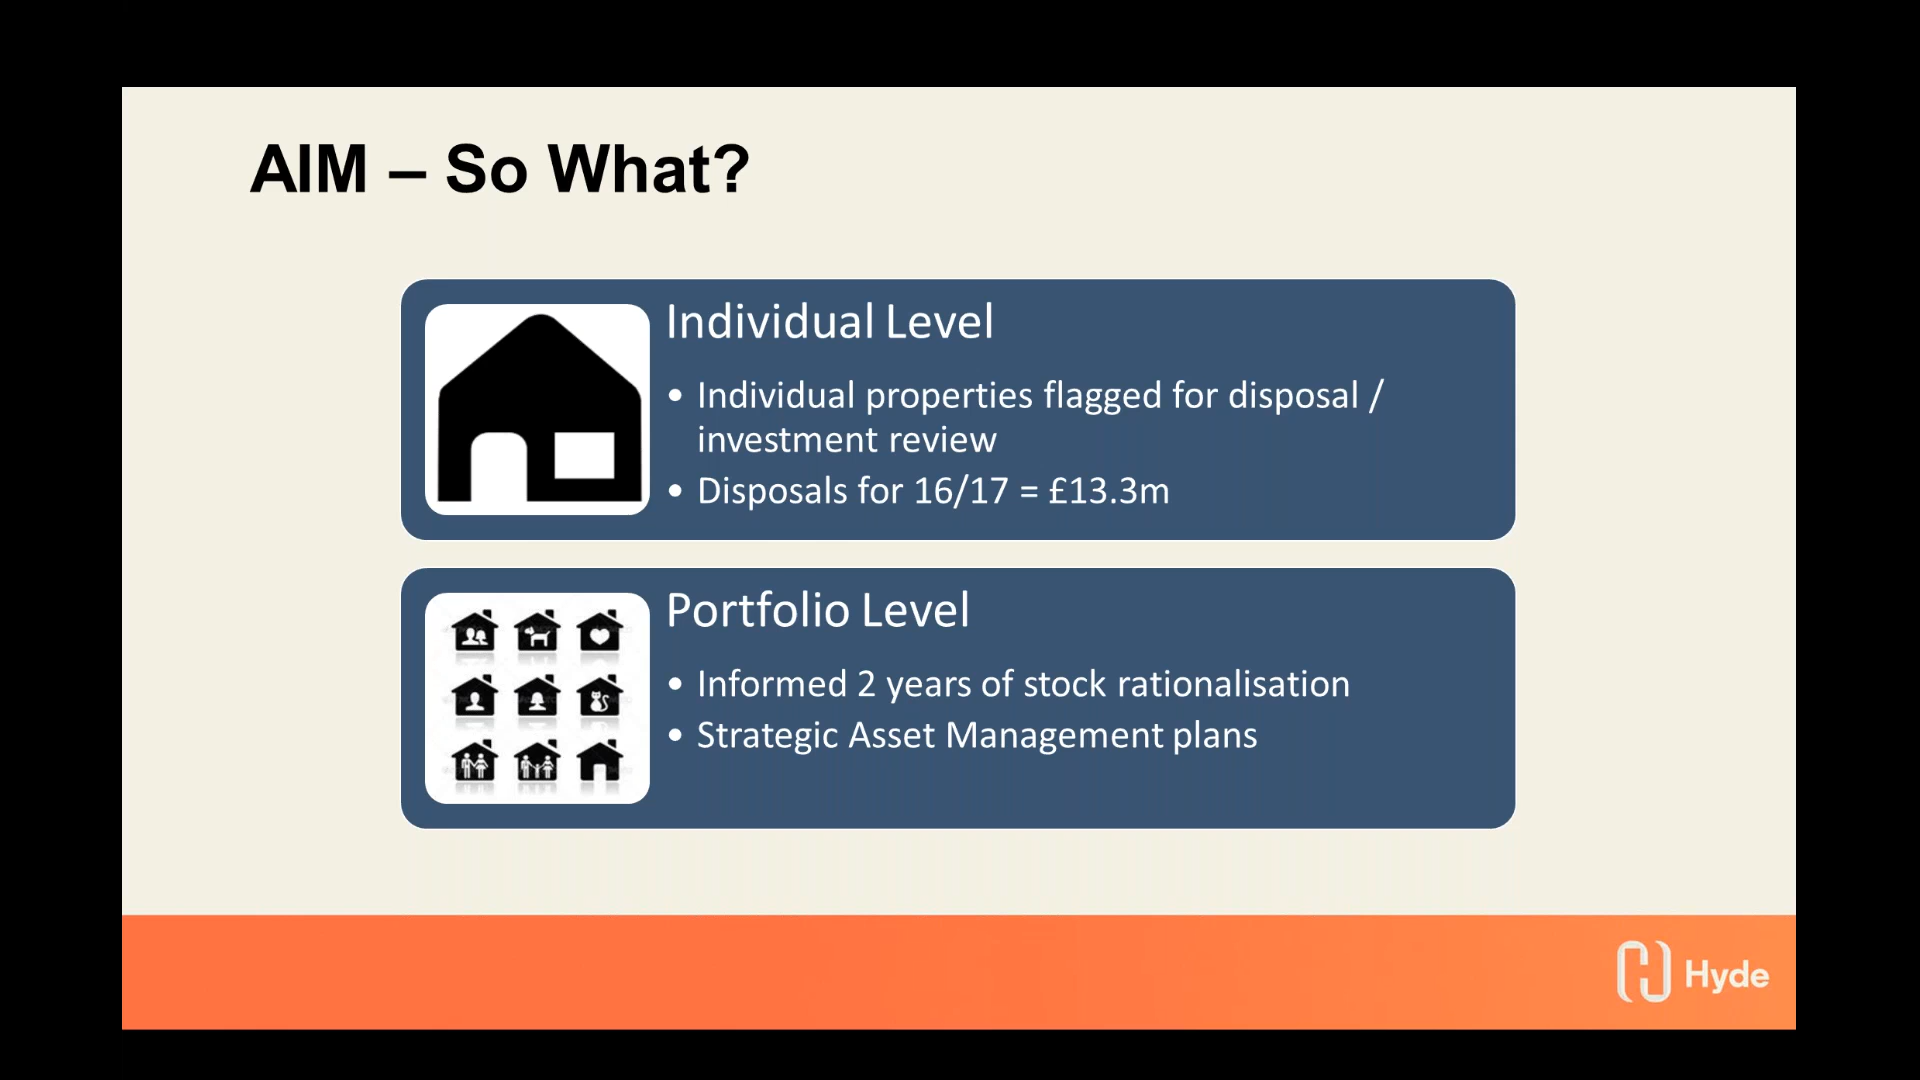 AIM – So What?
Individual Level
• Individual properties flagged for disposal /
investment review
• Disposals for 16/17 = £13.3m
Portfolio Level
• Informed 2 years of stock rationalisation
• Strategic Asset Management plans
Hyde